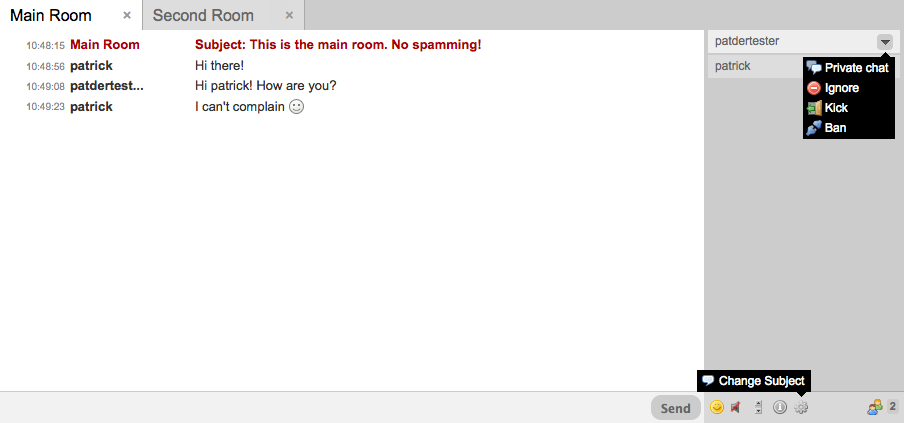 Main Room × Second Room ×
10:48:15 Main Room Subject: This is the main room. No spamming!
10:48:56 patrick Hi there!
10:49:08 patdertest... Hi patrick! How are you?
10:49:23 patrick I can't complain
patdertester
patrick
Private chat
Ignore
Kick
Ban
Change Subject
Send
2